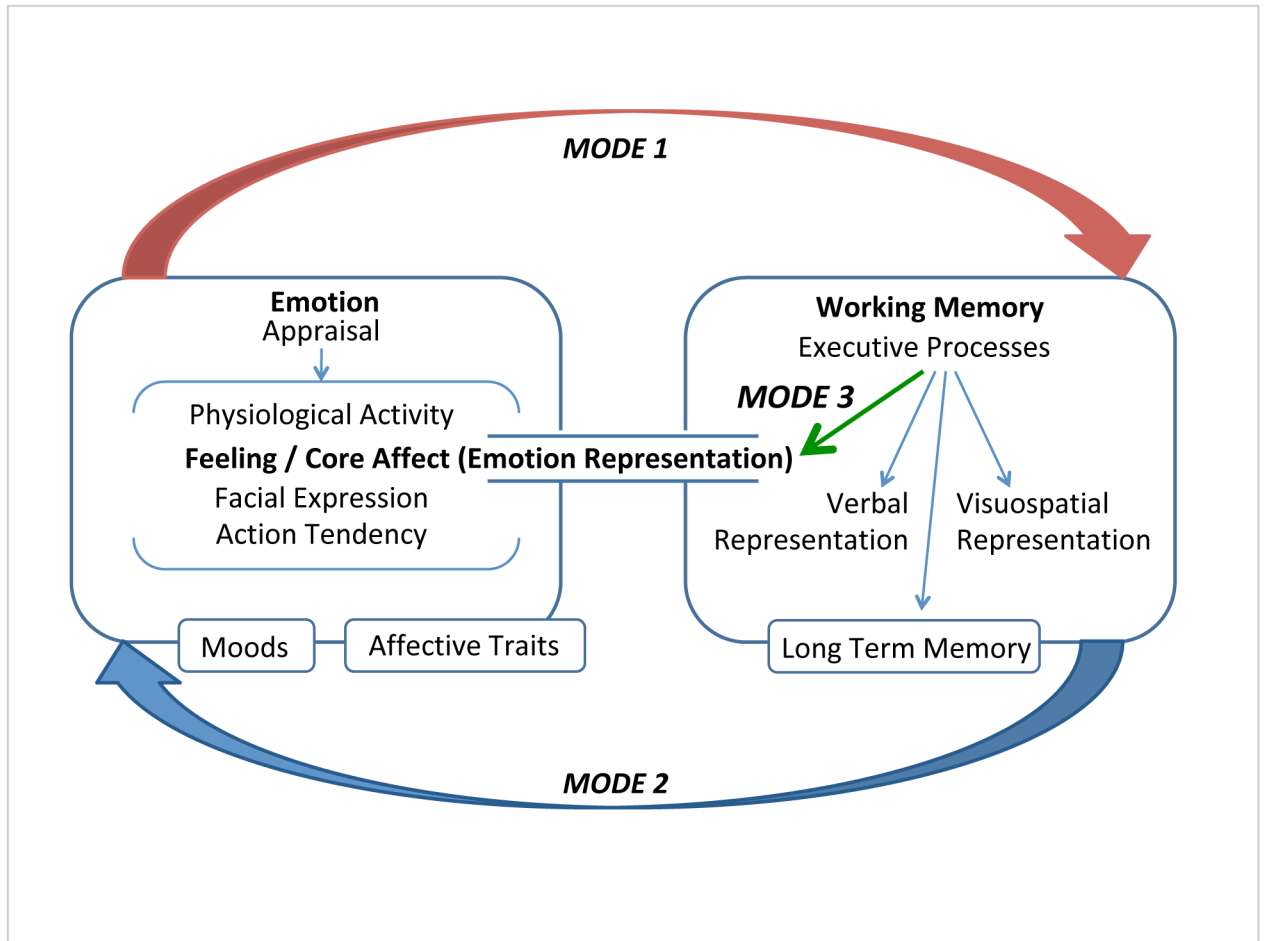 MODE 1
Emotion
Appraisal
Physiological Activity
Feeling / Core Affect (Emotion Representation)
Facial Expression
Action Tendency
Moods
Affective Traits
Working Memory
Executive Processes
MODE 3
Verbal
Representation
Visuospatial
Representation
Long Term Memory
MODE 2